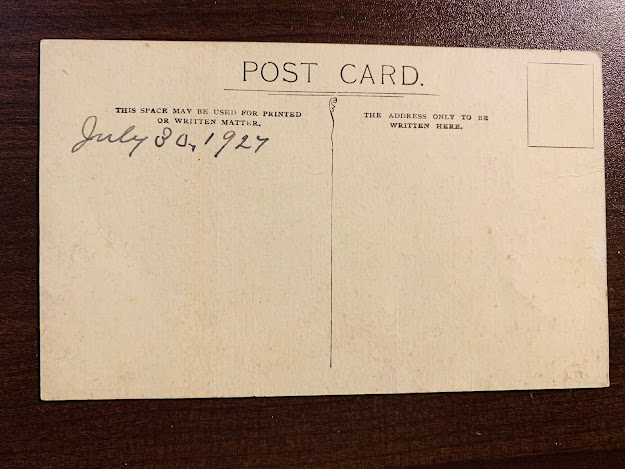 POST CARD.
THIS SPACE MAY BE USED FOR PRINTED
OR WRITTEN MATTER.
July 30, 1927
THE ADDRESS ONLY TO BE
WRITTEN HERE.